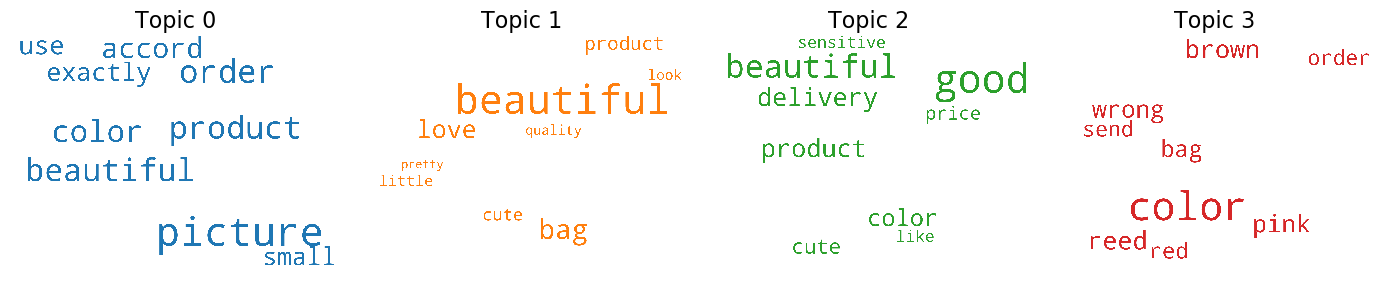 Topic 0
use
accord
exactly
order
color
product
beautiful
picture
small
Topic 1
product
look
beautiful
love
quality
pretty
little
cute
bag
Topic 2
sensitive
beautiful
good
delivery
price
product
color
like
cute
Topic 3
brown
order
wrong
send
bag
color
pink
reed
red